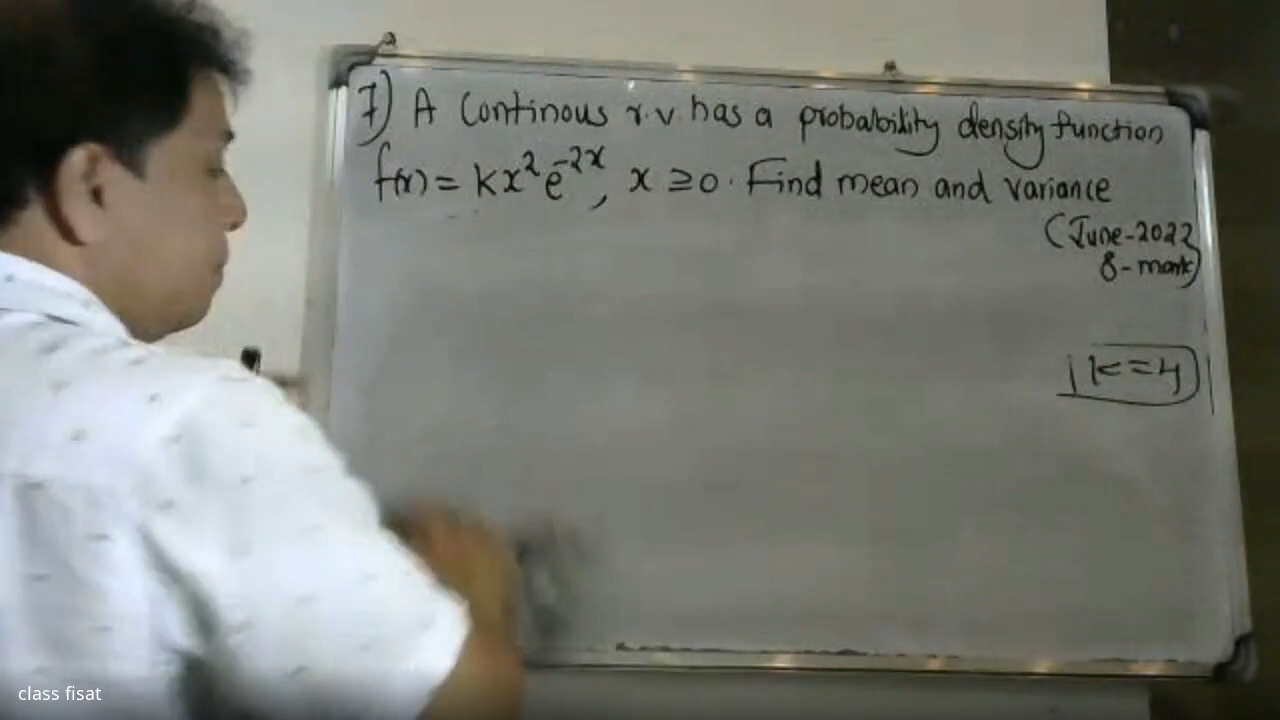 7) A Continous r.v has a probability density function
f(x) = kx²e⁻²ˣ, x ≥ 0. Find mean and variance
(June-2022
8-mark)
k=4
class fisat